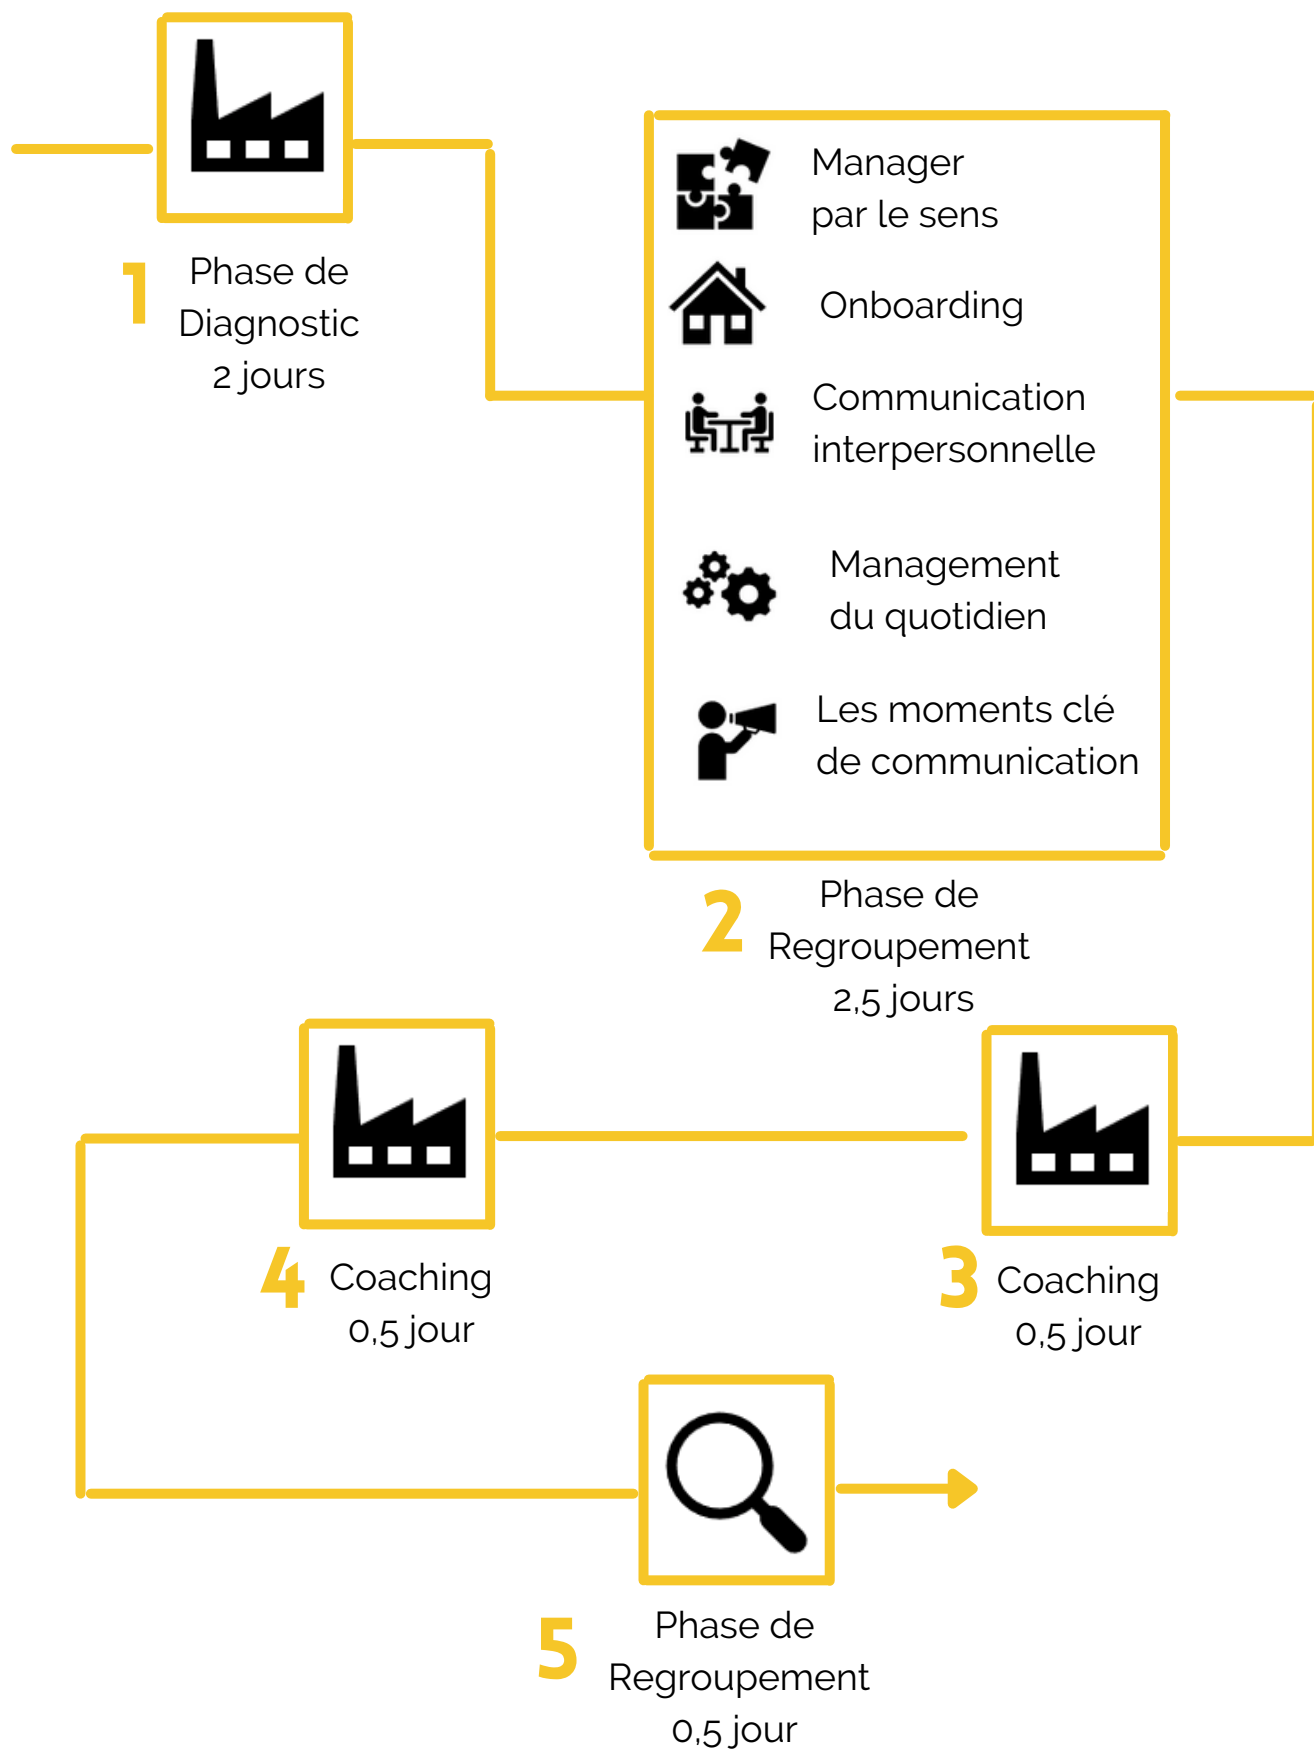 1
Phase de
Diagnostic
2 jours
Manager
par le sens
Onboarding
Communication
interpersonnelle
Management
du quotidien
Les moments clé
de communication
2
Phase de
Regroupement
2,5 jours
3
Coaching
0,5 jour
4
Coaching
0,5 jour
5
Phase de
Regroupement
0,5 jour